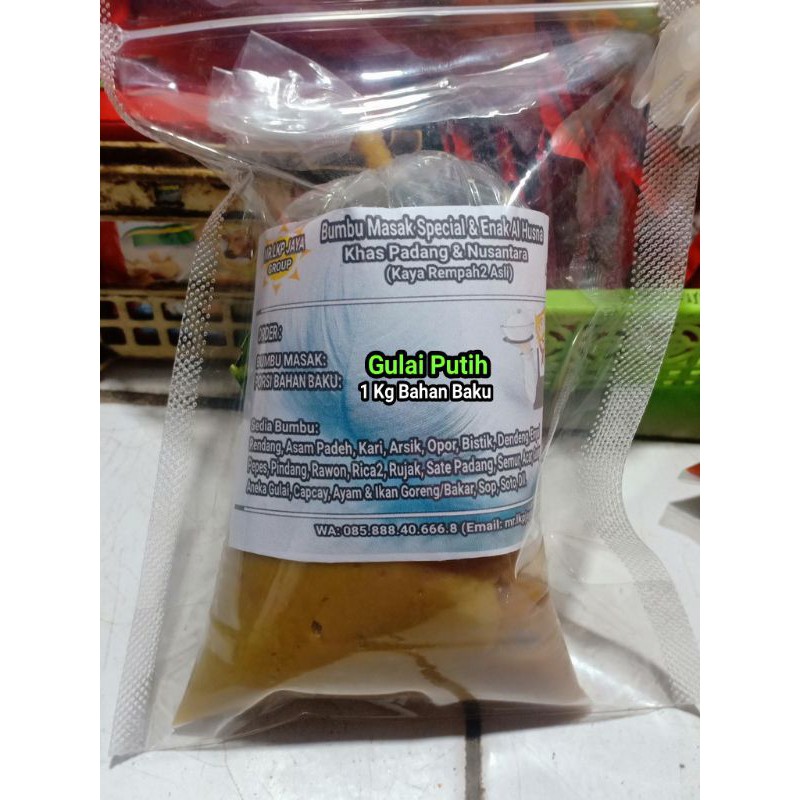 MR.LKP JAYA
GROUP
Bumbu Masak Special & Enak Al Husna
Khas Padang & Nusantara
(Kaya Rempah2 Asli)
ORDER :
BUMBU MASAK: Gulai Putih
PORSI BAHAN BAKU: 1 Kg Bahan Baku
Sedia Bumbu:
Rendang, Asam Padeh, Kari, Arsik, Opor, Bistik, Dendeng,
Pepes, Pindang, Rawon, Rica2, Rujak, Sate Padang, Semur,
Aneka Gulai, Capcay, Ayam & Ikan Goreng/Bakar, Sop, Soto, Dll.
WA: 085.888.40.666.8 (Email: